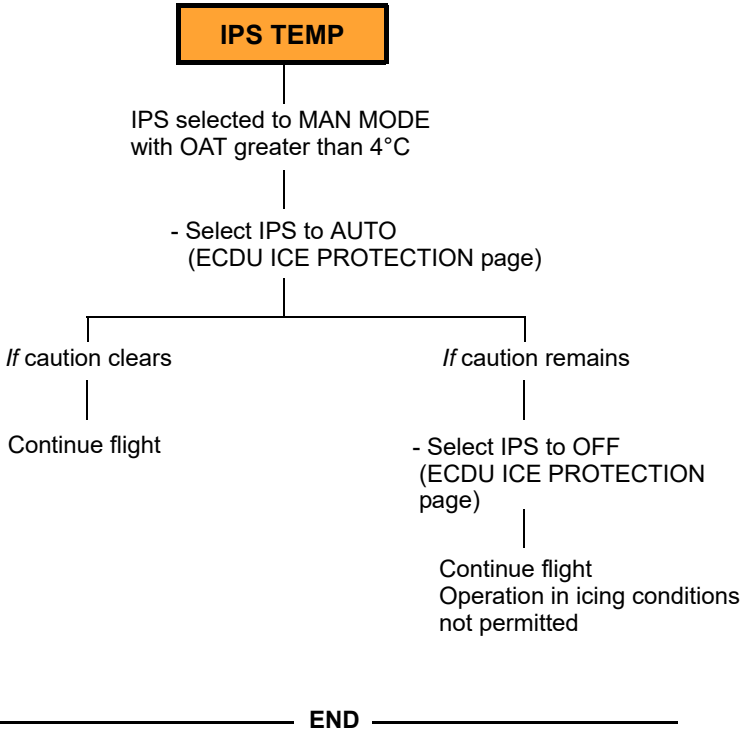 IPS TEMP
IPS selected to MAN MODE
with OAT greater than 4°C
- Select IPS to AUTO
(ECDU ICE PROTECTION page)
If caution clears
Continue flight
If caution remains
- Select IPS to OFF
(ECDU ICE PROTECTION
page)
Continue flight
Operation in icing conditions
not permitted
END